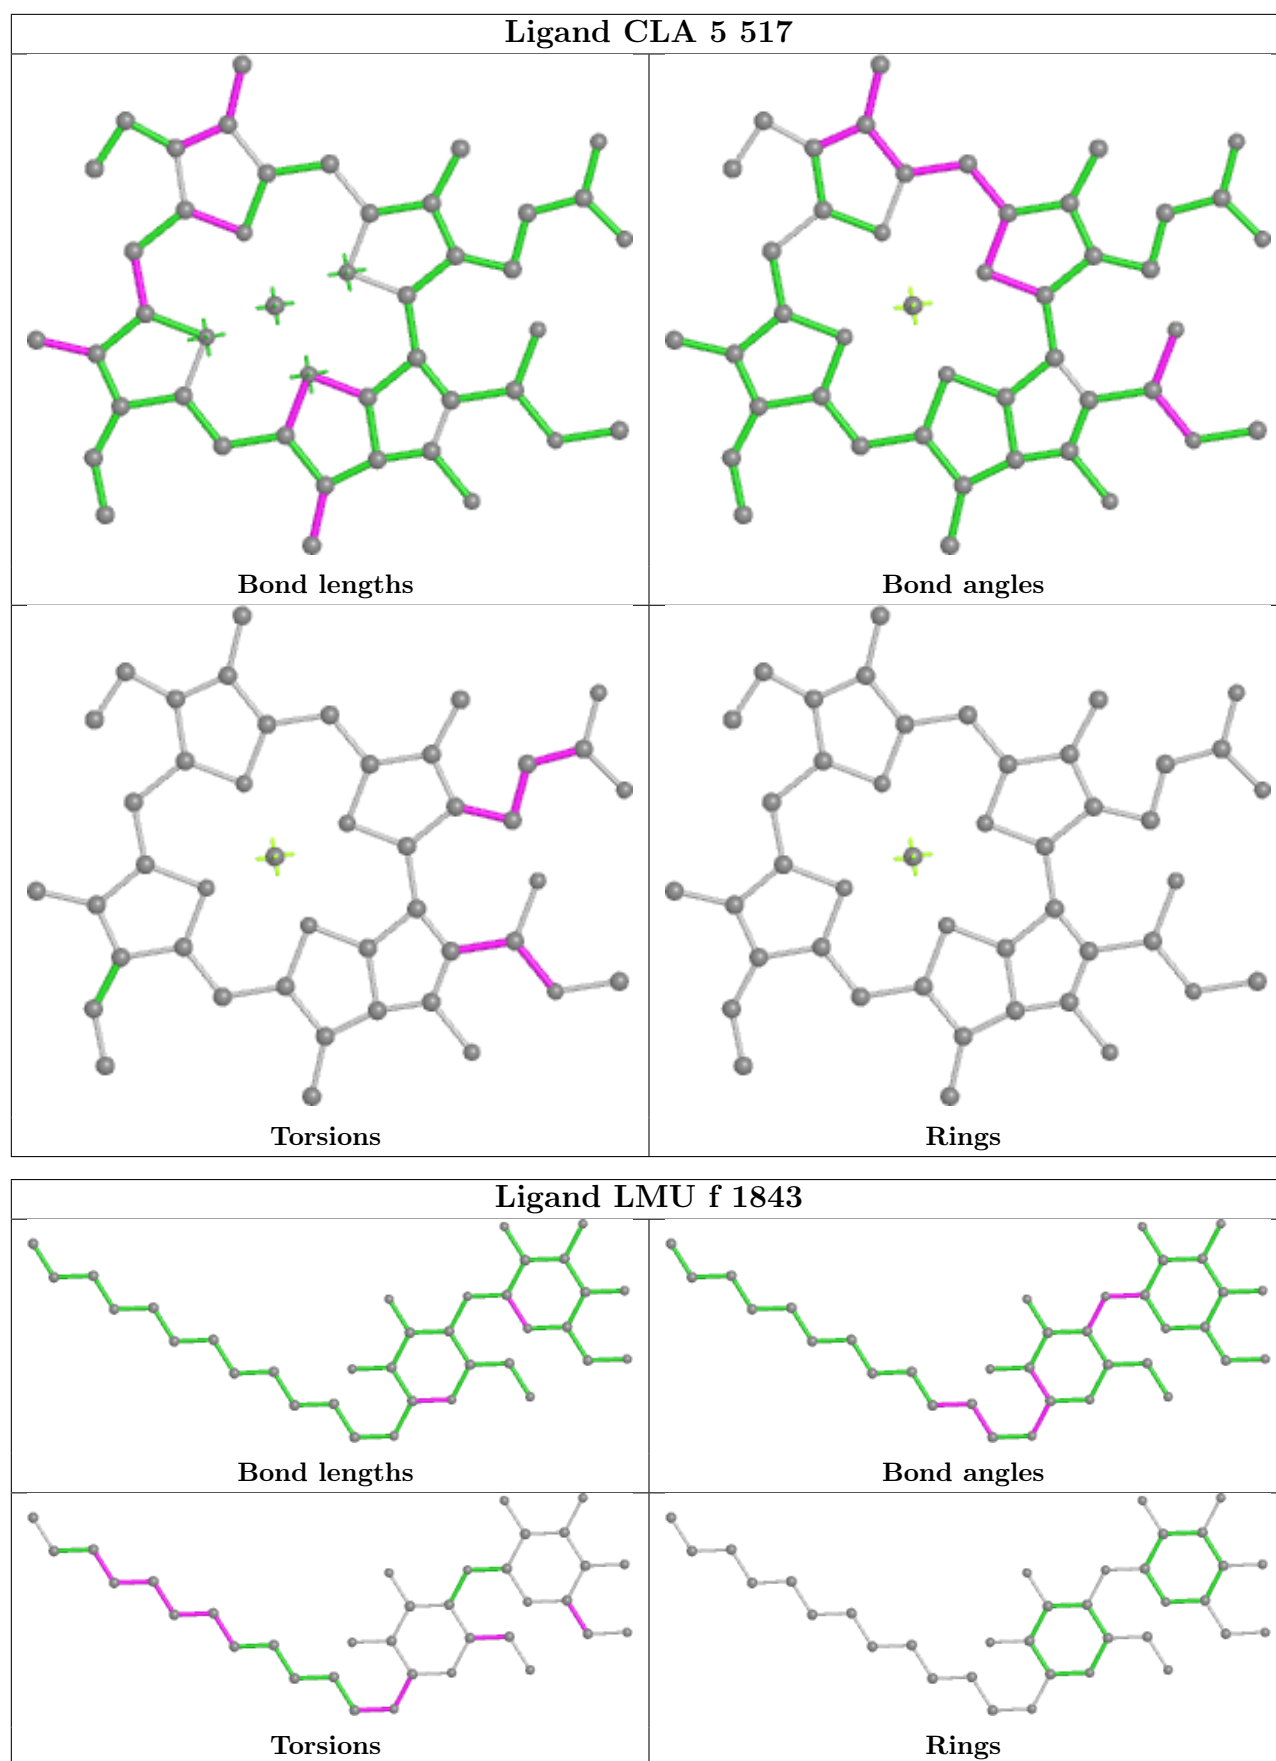 Ligand CLA 5 517
Bond lengths
Bond angles
Torsions
Rings
Ligand LMU f 1843
Bond lengths
Bond angles
Torsions
Rings